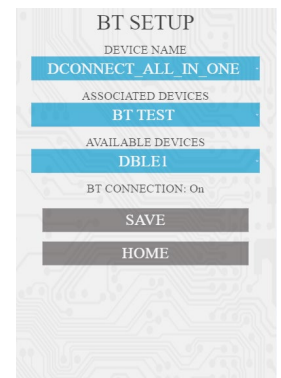 BT SETUP
DEVICE NAME
DCONNECT_ALL_IN_ONE
ASSOCIATED DEVICES
BT TEST
AVAILABLE DEVICES
DBLE1
BT CONNECTION: On
SAVE
HOME